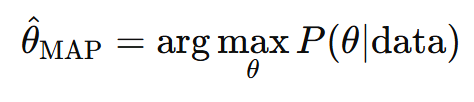 θ̂_MAP = arg max_θ P(θ|data)